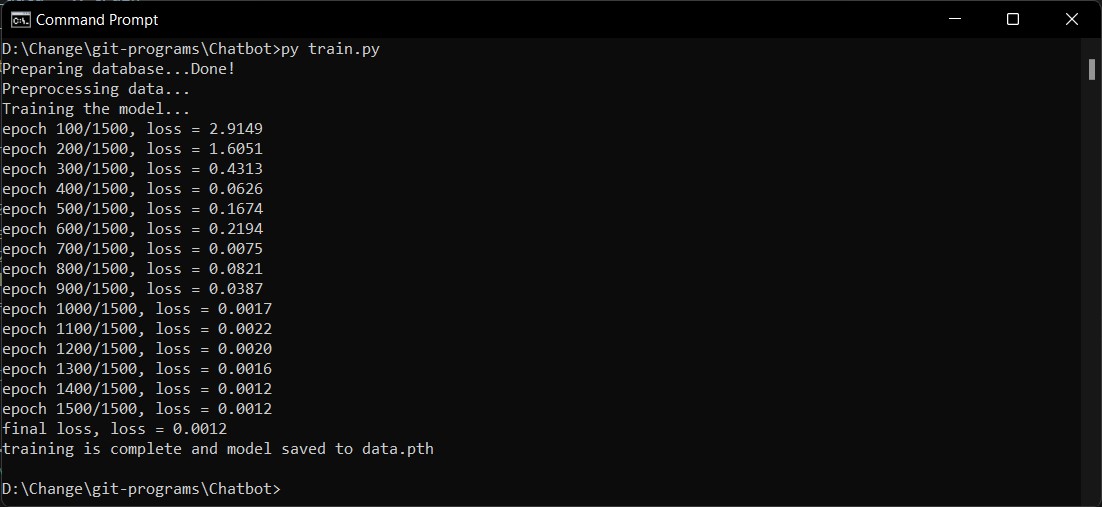 Command Prompt
D:\Change\git-programs\Chatbot>py train.py
Preparing database...Done!
Preprocessing data...
Training the model...
epoch 100/1500, loss = 2.9149
epoch 200/1500, loss = 1.6051
epoch 300/1500, loss = 0.4313
epoch 400/1500, loss = 0.0626
epoch 500/1500, loss = 0.1674
epoch 600/1500, loss = 0.2194
epoch 700/1500, loss = 0.0075
epoch 800/1500, loss = 0.0821
epoch 900/1500, loss = 0.0387
epoch 1000/1500, loss = 0.0017
epoch 1100/1500, loss = 0.0022
epoch 1200/1500, loss = 0.0020
epoch 1300/1500, loss = 0.0016
epoch 1400/1500, loss = 0.0012
epoch 1500/1500, loss = 0.0012
final loss, loss = 0.0012
training is complete and model saved to data.pth
D:\Change\git-programs\Chatbot>